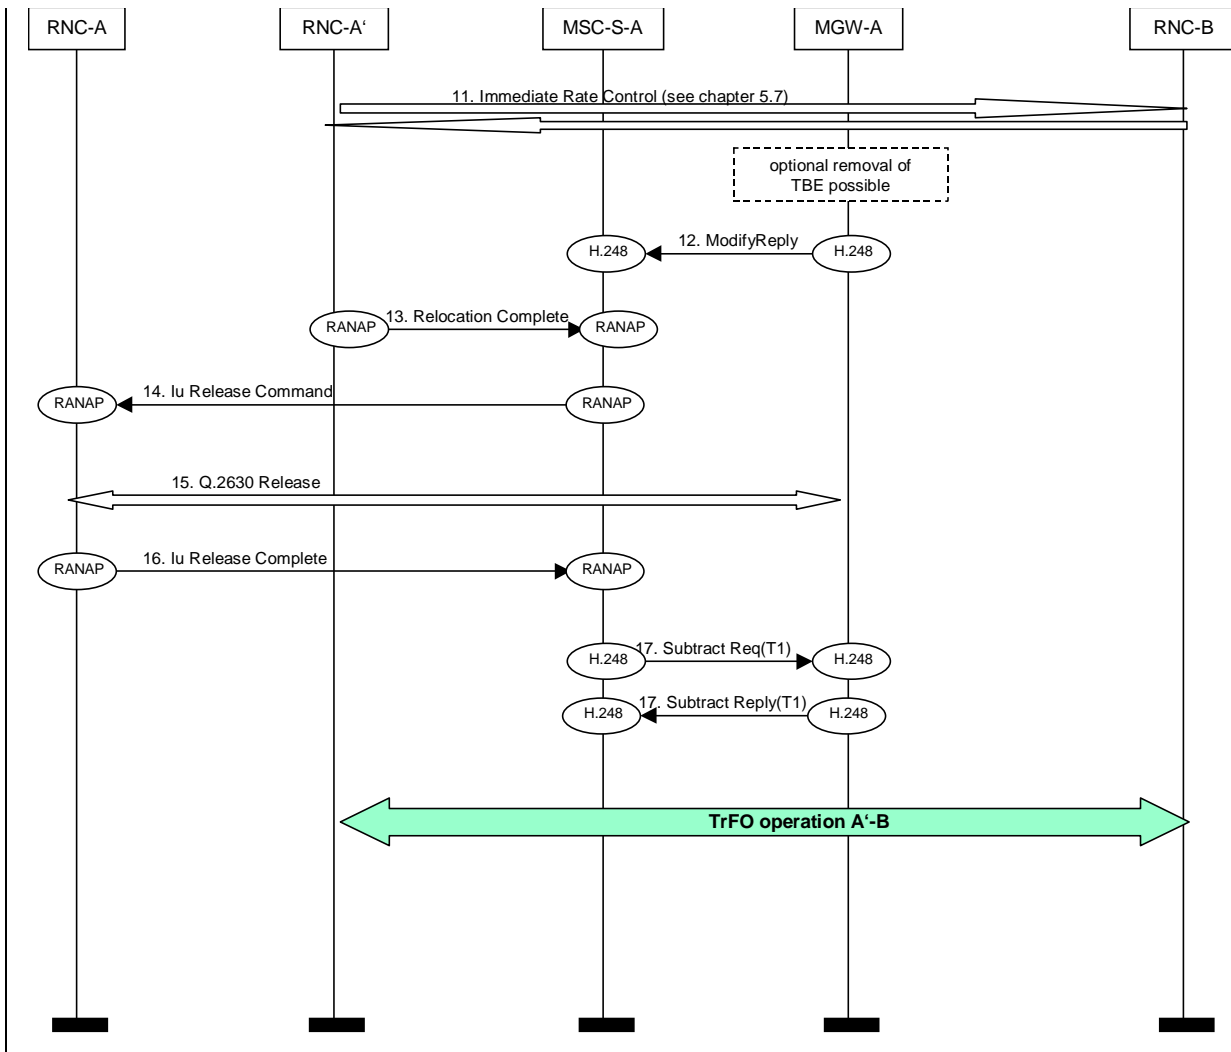 RNC-A
RNC-A‘
MSC-S-A
MGW-A
RNC-B
11. Immediate Rate Control (see chapter 5.7)
optional removal of
TBE possible
H.248
12. ModifyReply
H.248
RANAP
13. Relocation Complete
RANAP
RANAP
14. Iu Release Command
RANAP
15. Q.2630 Release
RANAP
16. Iu Release Complete
RANAP
H.248
17. Subtract Req(T1)
H.248
H.248
17. Subtract Reply(T1)
H.248
TrFO operation A‘-B